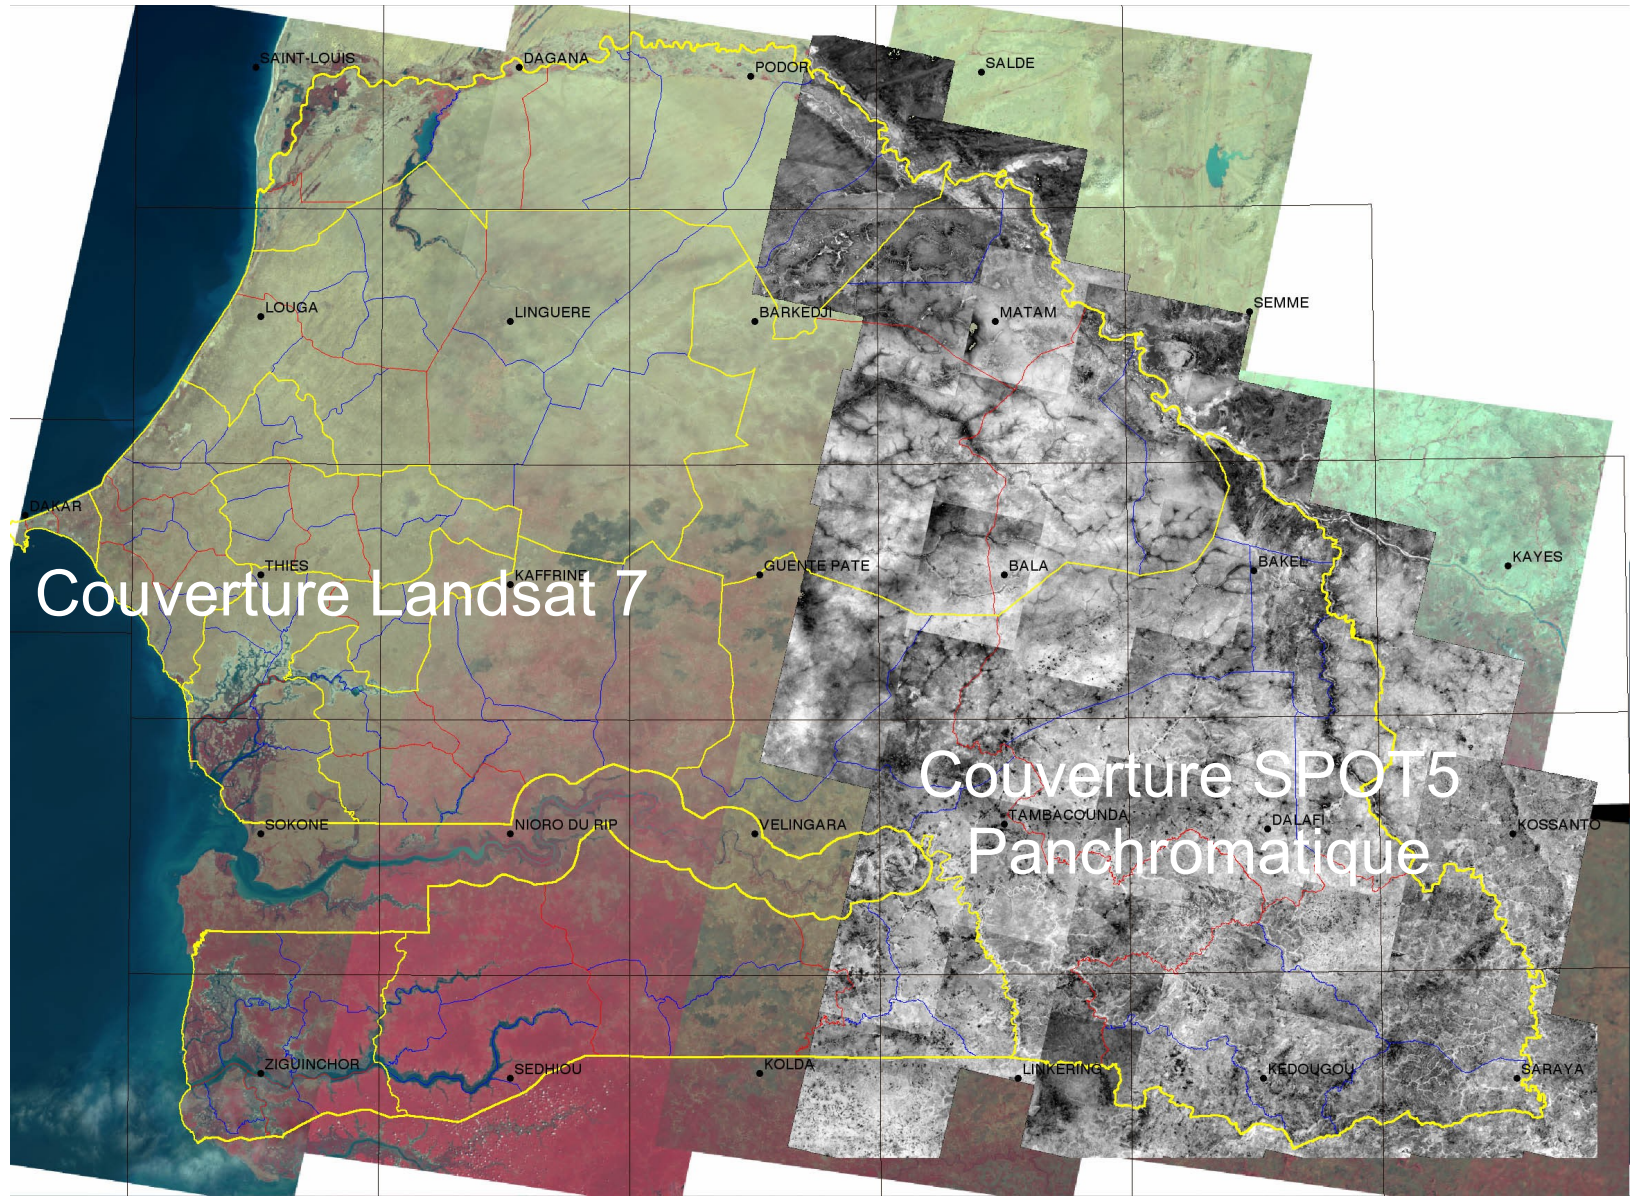 SAINT-LOUIS
DAGANA
PODOR
SALDE
LOUGA
LINGUERE
BARKEDJI
MATAM
SEMME
DAKAR
THIES
KAFFRINE
GUENTE PATE
BALA
BAKEL
KAYES
Couverture Landsat 7
Couverture SPOT5
Panchromatique
SOKONE
NIORO DU RIP
VELINGARA
TAMBACOUNDA
DALAFI
KOSSANTO
ZIGUINCHOR
SEDHIOU
KOLDA
LINKERING
KEDOUGOU
SARAYA